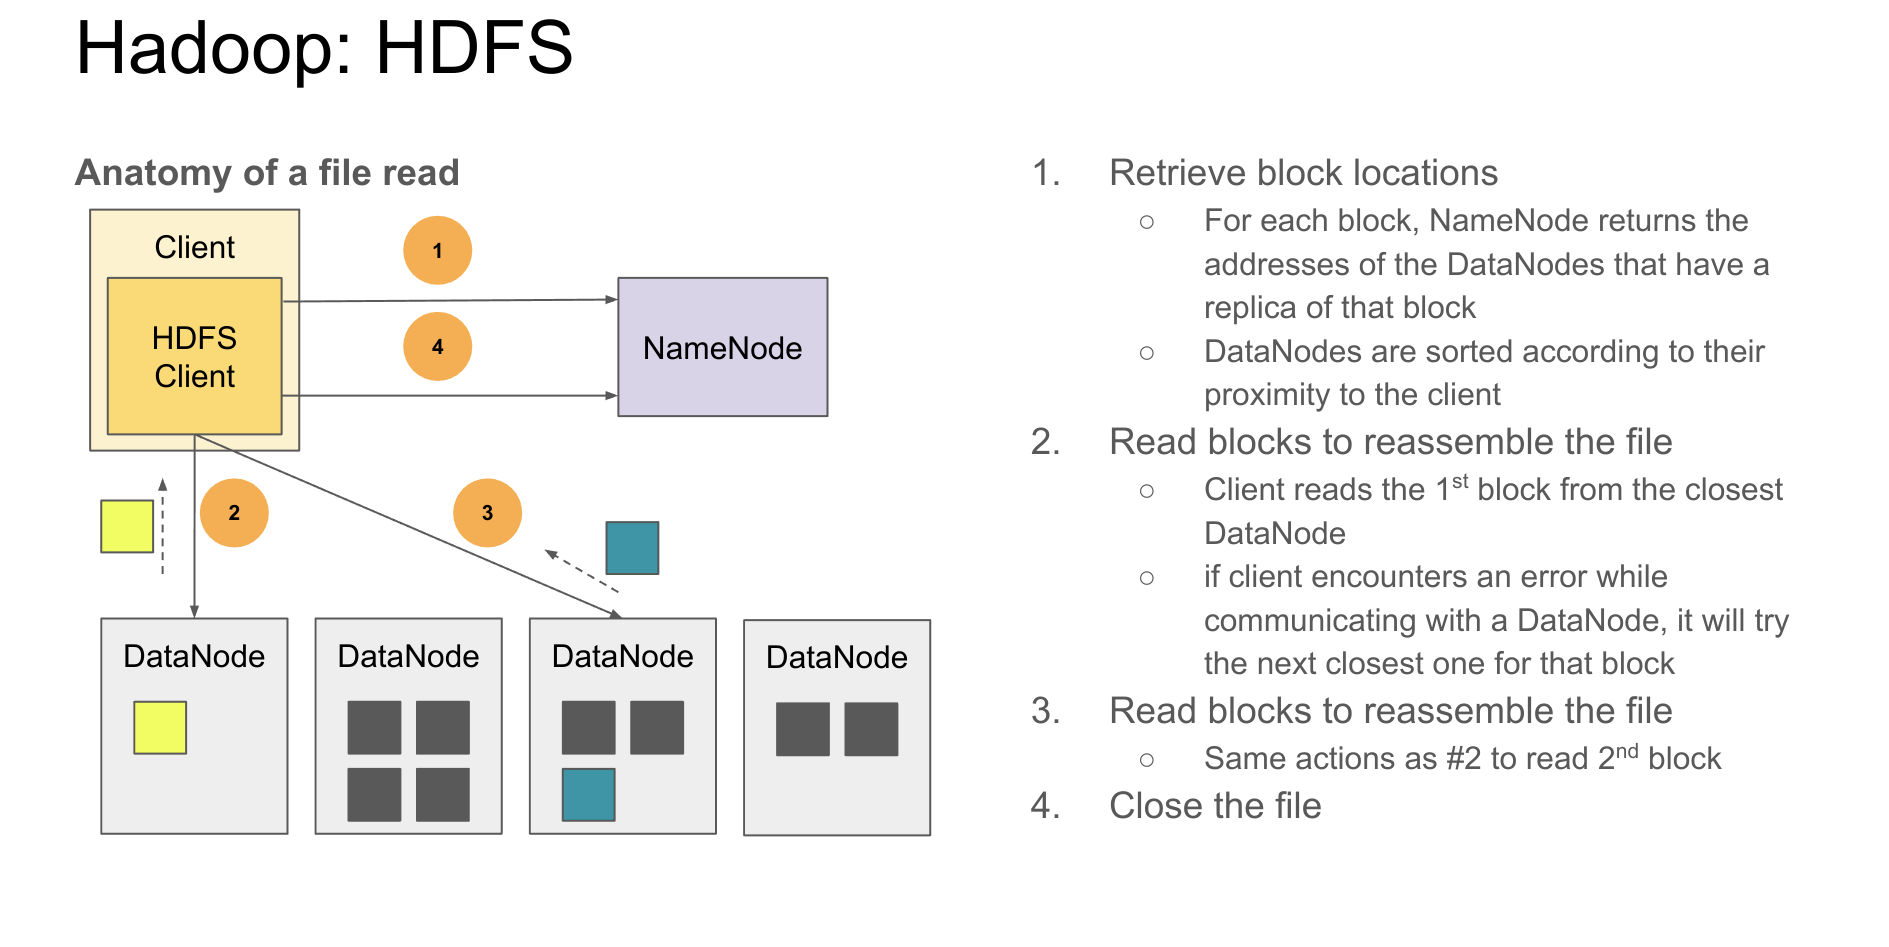 Hadoop: HDFS
Anatomy of a file read
Client
HDFS
Client
1
4
NameNode
2
3
DataNode
DataNode
DataNode
DataNode
1. Retrieve block locations
○ For each block, NameNode returns the
addresses of the DataNodes that have a
replica of that block
○ DataNodes are sorted according to their
proximity to the client
2. Read blocks to reassemble the file
○ Client reads the 1st block from the closest
DataNode
○ if client encounters an error while
communicating with a DataNode, it will try
the next closest one for that block
3. Read blocks to reassemble the file
○ Same actions as #2 to read 2nd block
4. Close the file